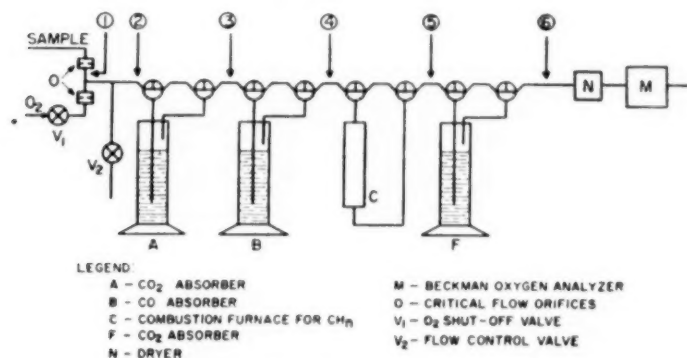 ① ② ③ ④ ⑤ ⑥
SAMPLE
O
O₂
V₁
V₂
N
M
C
A
B
F
LEGEND:
A – CO₂ ABSORBER
B – CO ABSORBER
C – COMBUSTION FURNACE FOR CHₙ
F – CO₂ ABSORBER
N – DRYER
M – BECKMAN OXYGEN ANALYZER
O – CRITICAL FLOW ORIFICES
V₁ – O₂ SHUT-OFF VALVE
V₂ – FLOW CONTROL VALVE